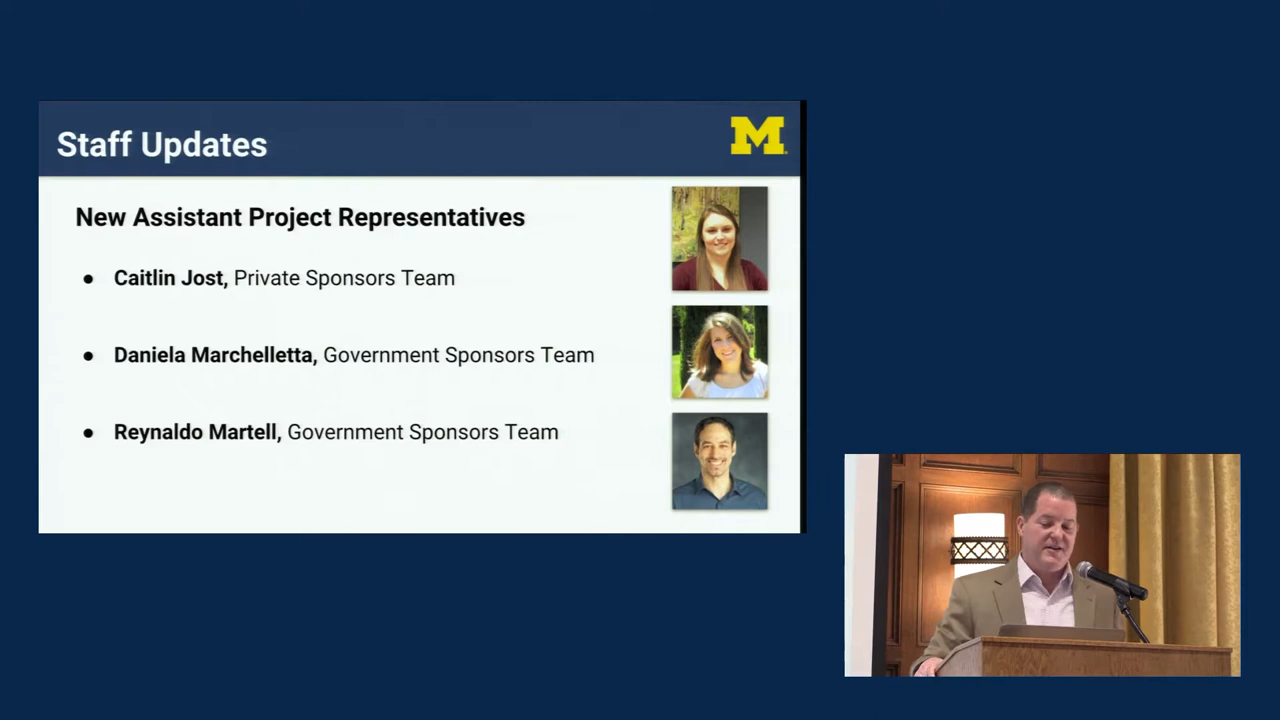 Staff Updates
M
New Assistant Project Representatives
● Caitlin Jost, Private Sponsors Team
● Daniela Marchelletta, Government Sponsors Team
● Reynaldo Martell, Government Sponsors Team